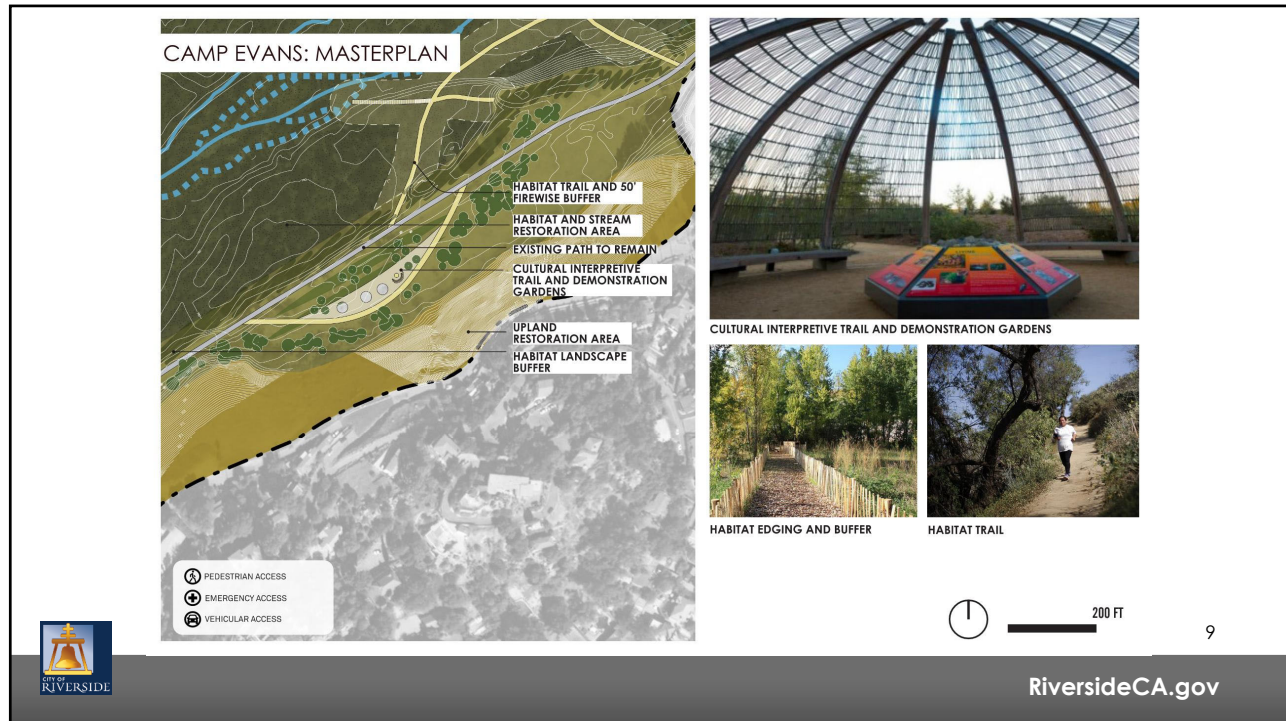 CAMP EVANS: MASTERPLAN
HABITAT TRAIL AND 50'
FIREWISE BUFFER
HABITAT AND STREAM
RESTORATION AREA
EXISTING PATH TO REMAIN
CULTURAL INTERPRETIVE
TRAIL AND DEMONSTRATION
GARDENS
UPLAND
RESTORATION AREA
HABITAT LANDSCAPE
BUFFER
PEDESTRIAN ACCESS
EMERGENCY ACCESS
VEHICULAR ACCESS
CULTURAL INTERPRETIVE TRAIL AND DEMONSTRATION GARDENS
HABITAT EDGING AND BUFFER
HABITAT TRAIL
200 FT
9
CITY OF
RIVERSIDE
RiversideCA.gov